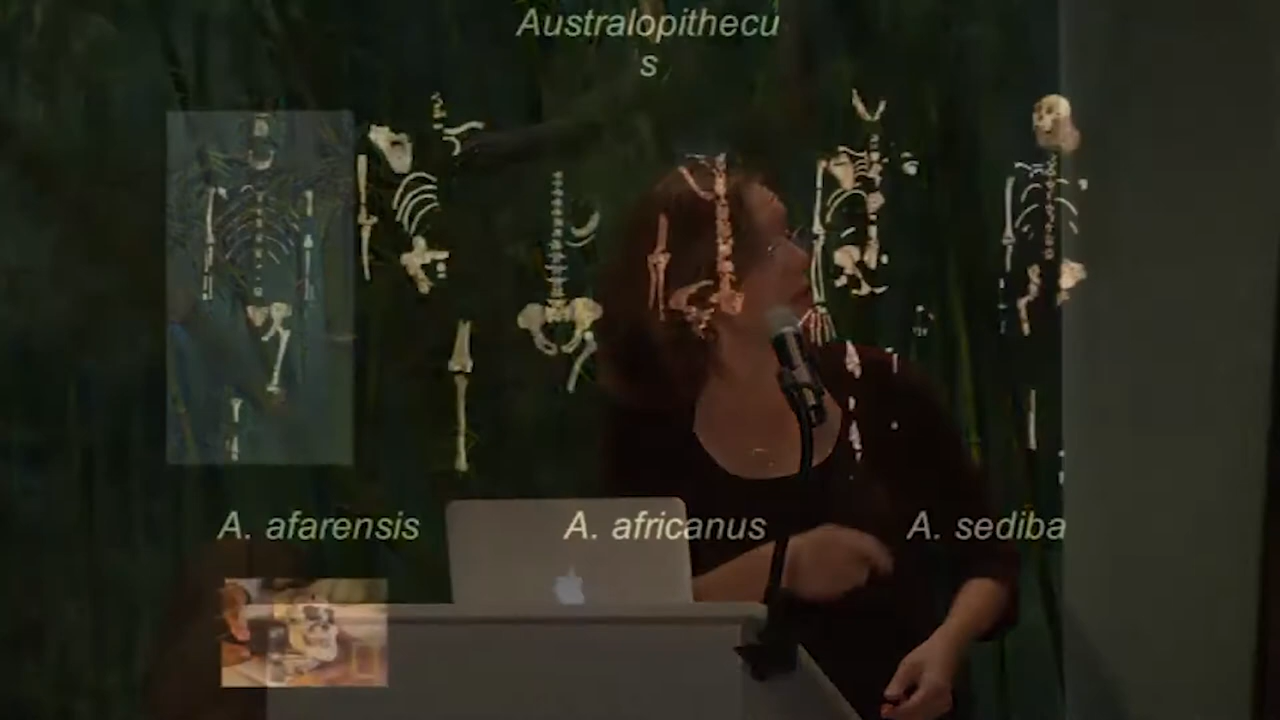 Australopithecu
s
A. afarensis
A. africanus
A. sediba